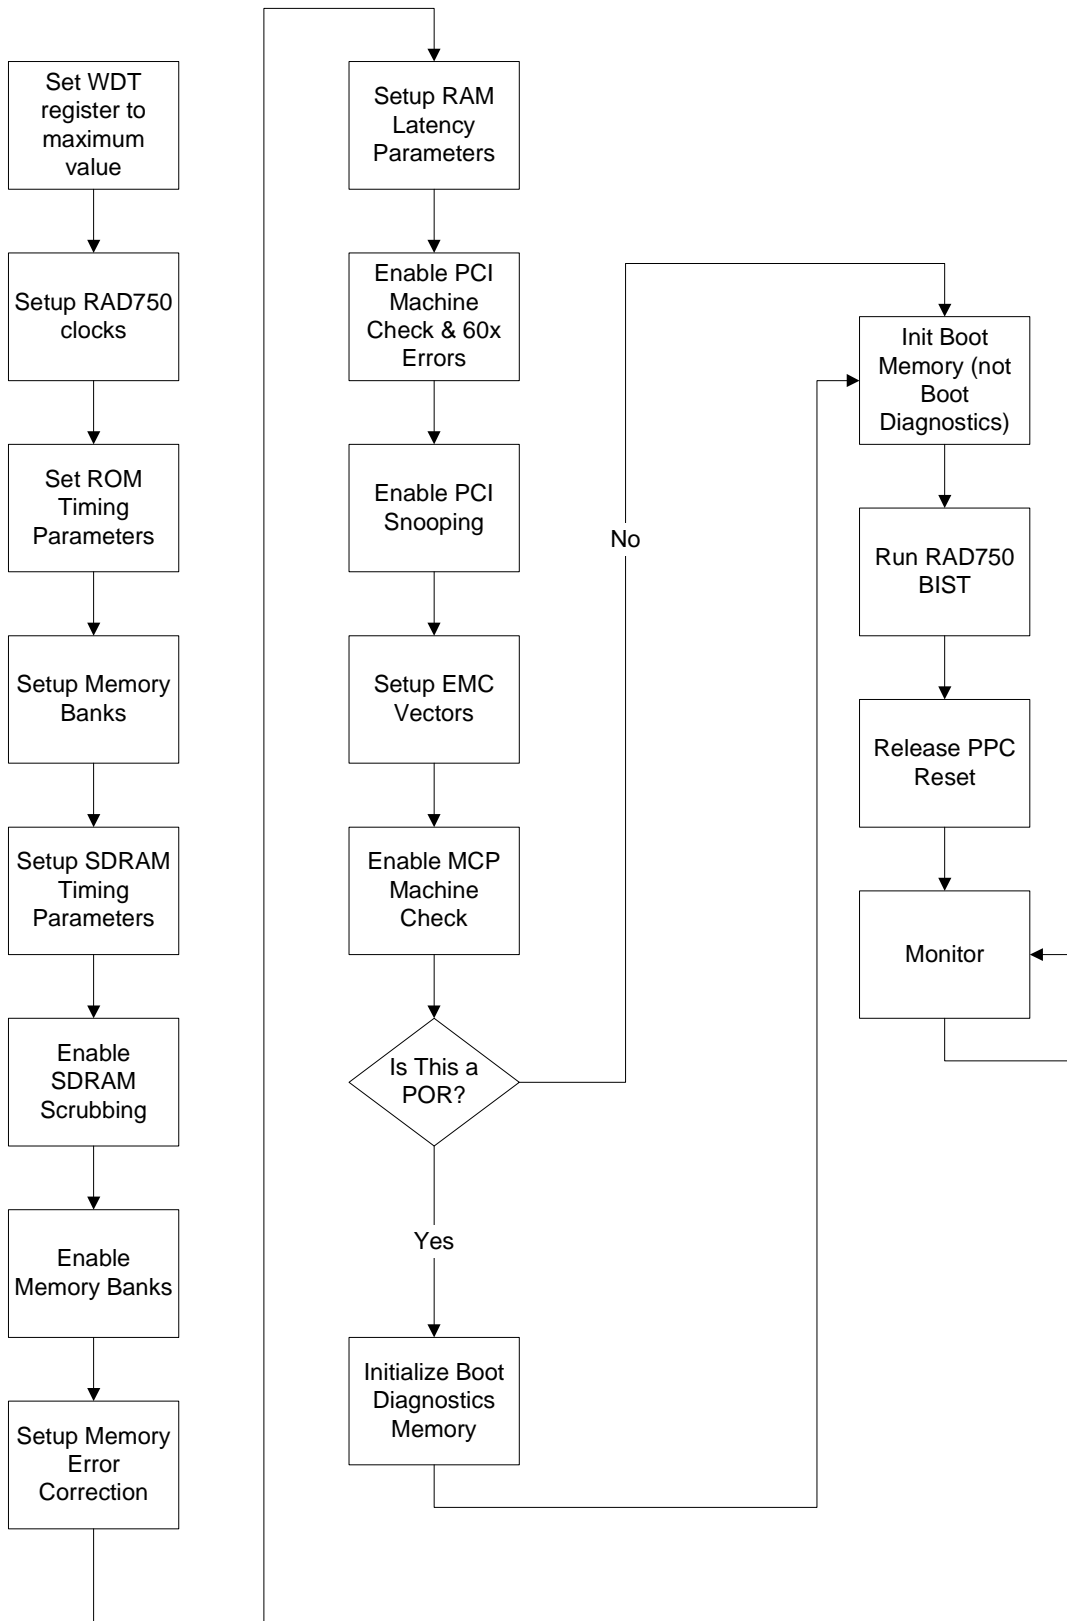 Set WDT
register to
maximum
value
Setup RAD750
clocks
Set ROM
Timing
Parameters
Setup Memory
Banks
Setup SDRAM
Timing
Parameters
Enable
SDRAM
Scrubbing
Enable
Memory Banks
Setup Memory
Error
Correction
Setup RAM
Latency
Parameters
Enable PCI
Machine
Check & 60x
Errors
Enable PCI
Snooping
Setup EMC
Vectors
Enable MCP
Machine
Check
Is This a
POR?
Yes
Initialize Boot
Diagnostics
Memory
No
Init Boot
Memory (not
Boot
Diagnostics)
Run RAD750
BIST
Release PPC
Reset
Monitor